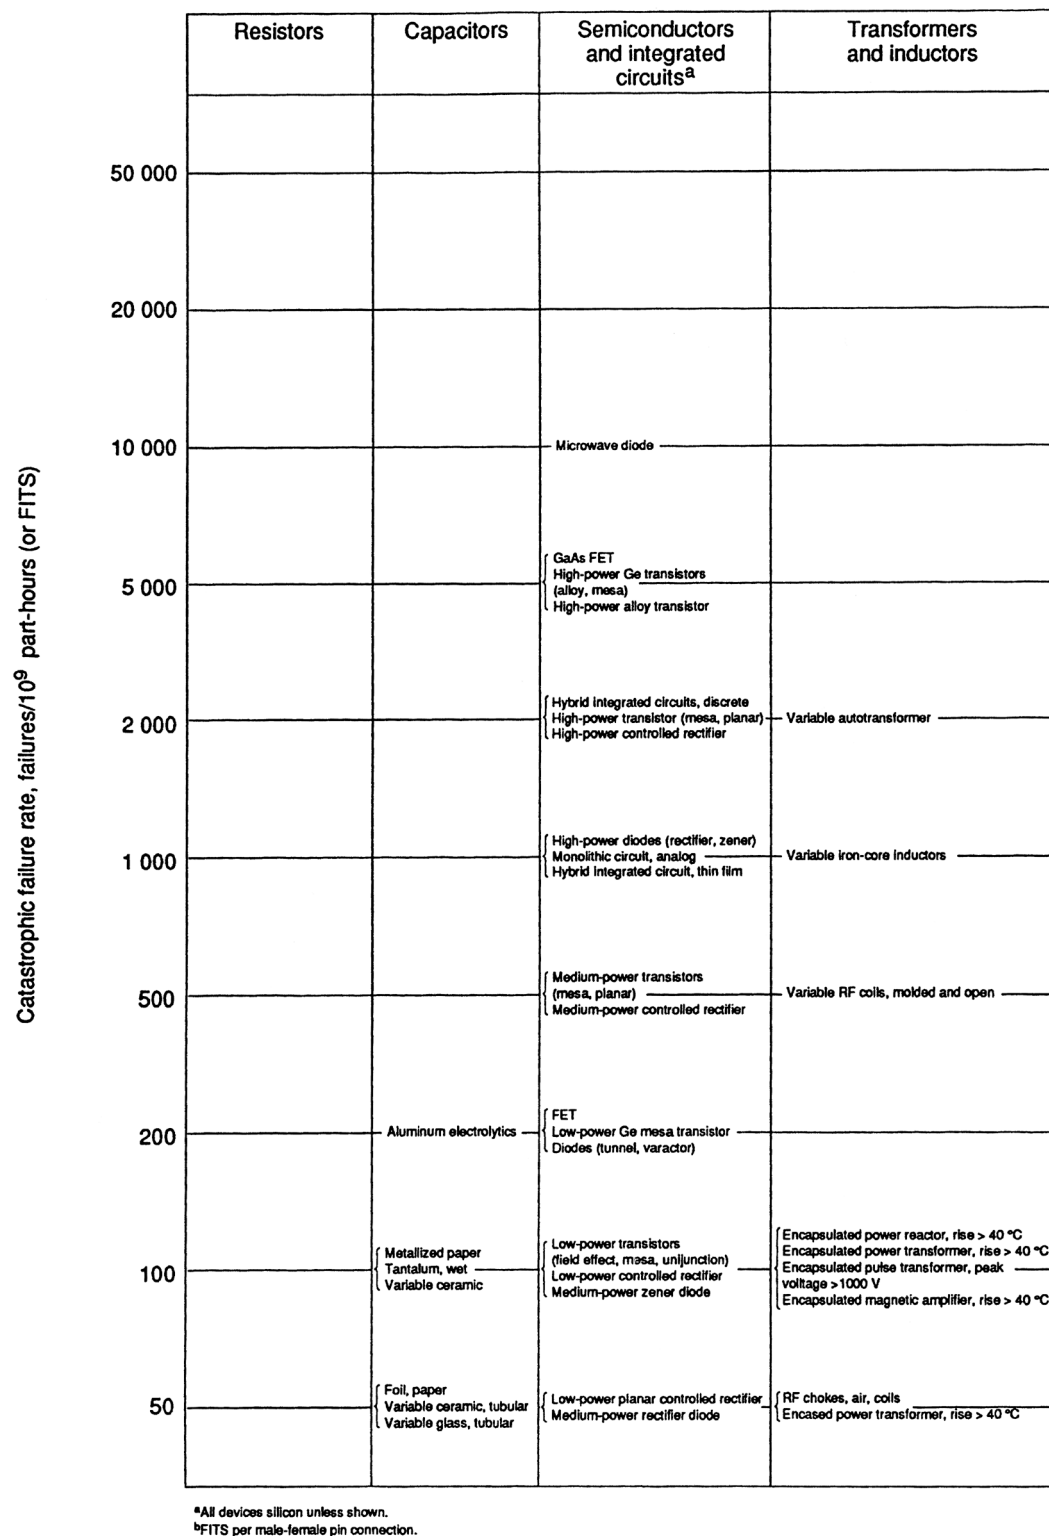 Resistors
Capacitors
Semiconductors
and integrated
circuitsa
Transformers
and inductors
Catastrophic failure rate, failures/10⁹ part-hours (or FITS)
50 000
20 000
10 000
Microwave diode
5 000
GaAs FET
High-power Ge transistors
(alloy, mesa)
High-power alloy transistor
2 000
Hybrid integrated circuits, discrete
High-power transistor (mesa, planar)
High-power controlled rectifier
Variable autotransformer
1 000
High-power diodes (rectifier, zener)
Monolithic circuit, analog
Hybrid integrated circuit, thin film
Variable iron-core inductors
500
Medium-power transistors
(mesa, planar)
Medium-power controlled rectifier
Variable RF coils, molded and open
200
Aluminum electrolytics
FET
Low-power Ge mesa transistor
Diodes (tunnel, varactor)
100
Metallized paper
Tantalum, wet
Variable ceramic
Low-power transistors
(field effect, mesa, unijunction)
Low-power controlled rectifier
Medium-power zener diode
Encapsulated power reactor, rise > 40 °C
Encapsulated power transformer, rise > 40 °C
Encapsulated pulse transformer, peak
volltage >1000 V
Encapsulated magnetic amplifier, rise > 40 °C
50
Foil, paper
Variable ceramic, tubular
Variable glass, tubular
Low-power planar controlled rectifier
Medium-power rectifier diode
RF chokes, air, coils
Encased power transformer, rise > 40 °C
aAll devices silicon unless shown.
bFITS per male-female pin connection.